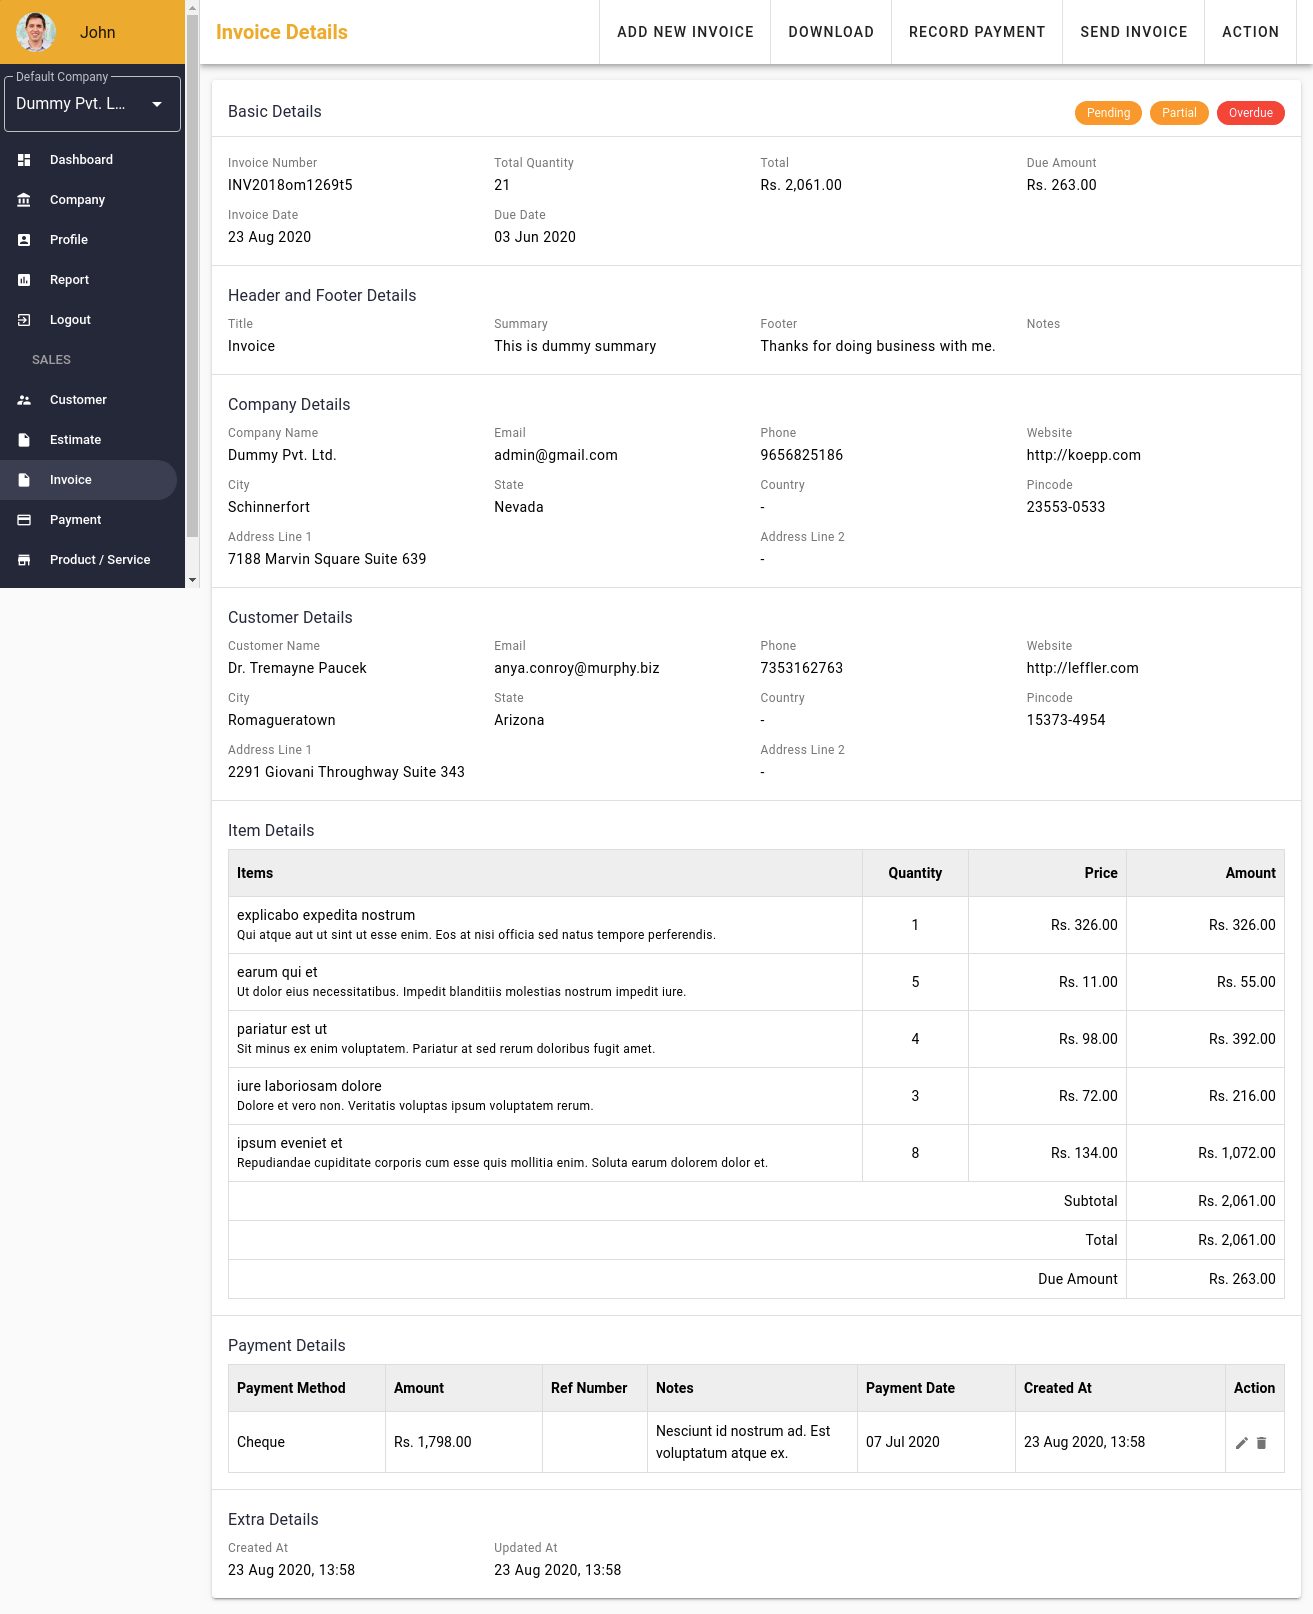 John
Default Company
Dummy Pvt. L...
Dashboard
Company
Profile
Report
Logout
SALES
Customer
Estimate
Invoice
Payment
Product / Service
Invoice Details
ADD NEW INVOICE DOWNLOAD RECORD PAYMENT SEND INVOICE ACTION
Basic Details Pending Partial Overdue
Invoice Number Total Quantity Total Due Amount
INV2018om1269t5 21 Rs. 2,061.00 Rs. 263.00
Invoice Date Due Date
23 Aug 2020 03 Jun 2020
Header and Footer Details
Title Summary Footer Notes
Invoice This is dummy summary Thanks for doing business with me.
Company Details
Company Name Email Phone Website
Dummy Pvt. Ltd. admin@gmail.com 9656825186 http://koepp.com
City State Country Pincode
Schinnerfort Nevada - 23553-0533
Address Line 1 Address Line 2
7188 Marvin Square Suite 639 -
Customer Details
Customer Name Email Phone Website
Dr. Tremayne Paucek anya.conroy@murphy.biz 7353162763 http://leffler.com
City State Country Pincode
Romagueratown Arizona - 15373-4954
Address Line 1 Address Line 2
2291 Giovani Throughway Suite 343 -
Item Details
Items Quantity Price Amount
explicabo expedita nostrum
Qui atque aut ut sint ut esse enim. Eos at nisi officia sed natus tempore perferendis.
1 Rs. 326.00 Rs. 326.00
earum qui et
Ut dolor eius necessitatibus. Impedit blanditiis molestias nostrum impedit iure.
5 Rs. 11.00 Rs. 55.00
pariatur est ut
Sit minus ex enim voluptatem. Pariatur at sed rerum doloribus fugit amet.
4 Rs. 98.00 Rs. 392.00
iure laboriosam dolore
Dolore et vero non. Veritatis voluptas ipsum voluptatem rerum.
3 Rs. 72.00 Rs. 216.00
ipsum eveniet et
Repudiandae cupiditate corporis cum esse quis mollitia enim. Soluta earum dolorem dolor et.
8 Rs. 134.00 Rs. 1,072.00
Subtotal Rs. 2,061.00
Total Rs. 2,061.00
Due Amount Rs. 263.00
Payment Details
Payment Method Amount Ref Number Notes Payment Date Created At Action
Cheque Rs. 1,798.00 Nesciunt id nostrum ad. Est
voluptatum atque ex.
07 Jul 2020 23 Aug 2020, 13:58
Extra Details
Created At Updated At
23 Aug 2020, 13:58 23 Aug 2020, 13:58